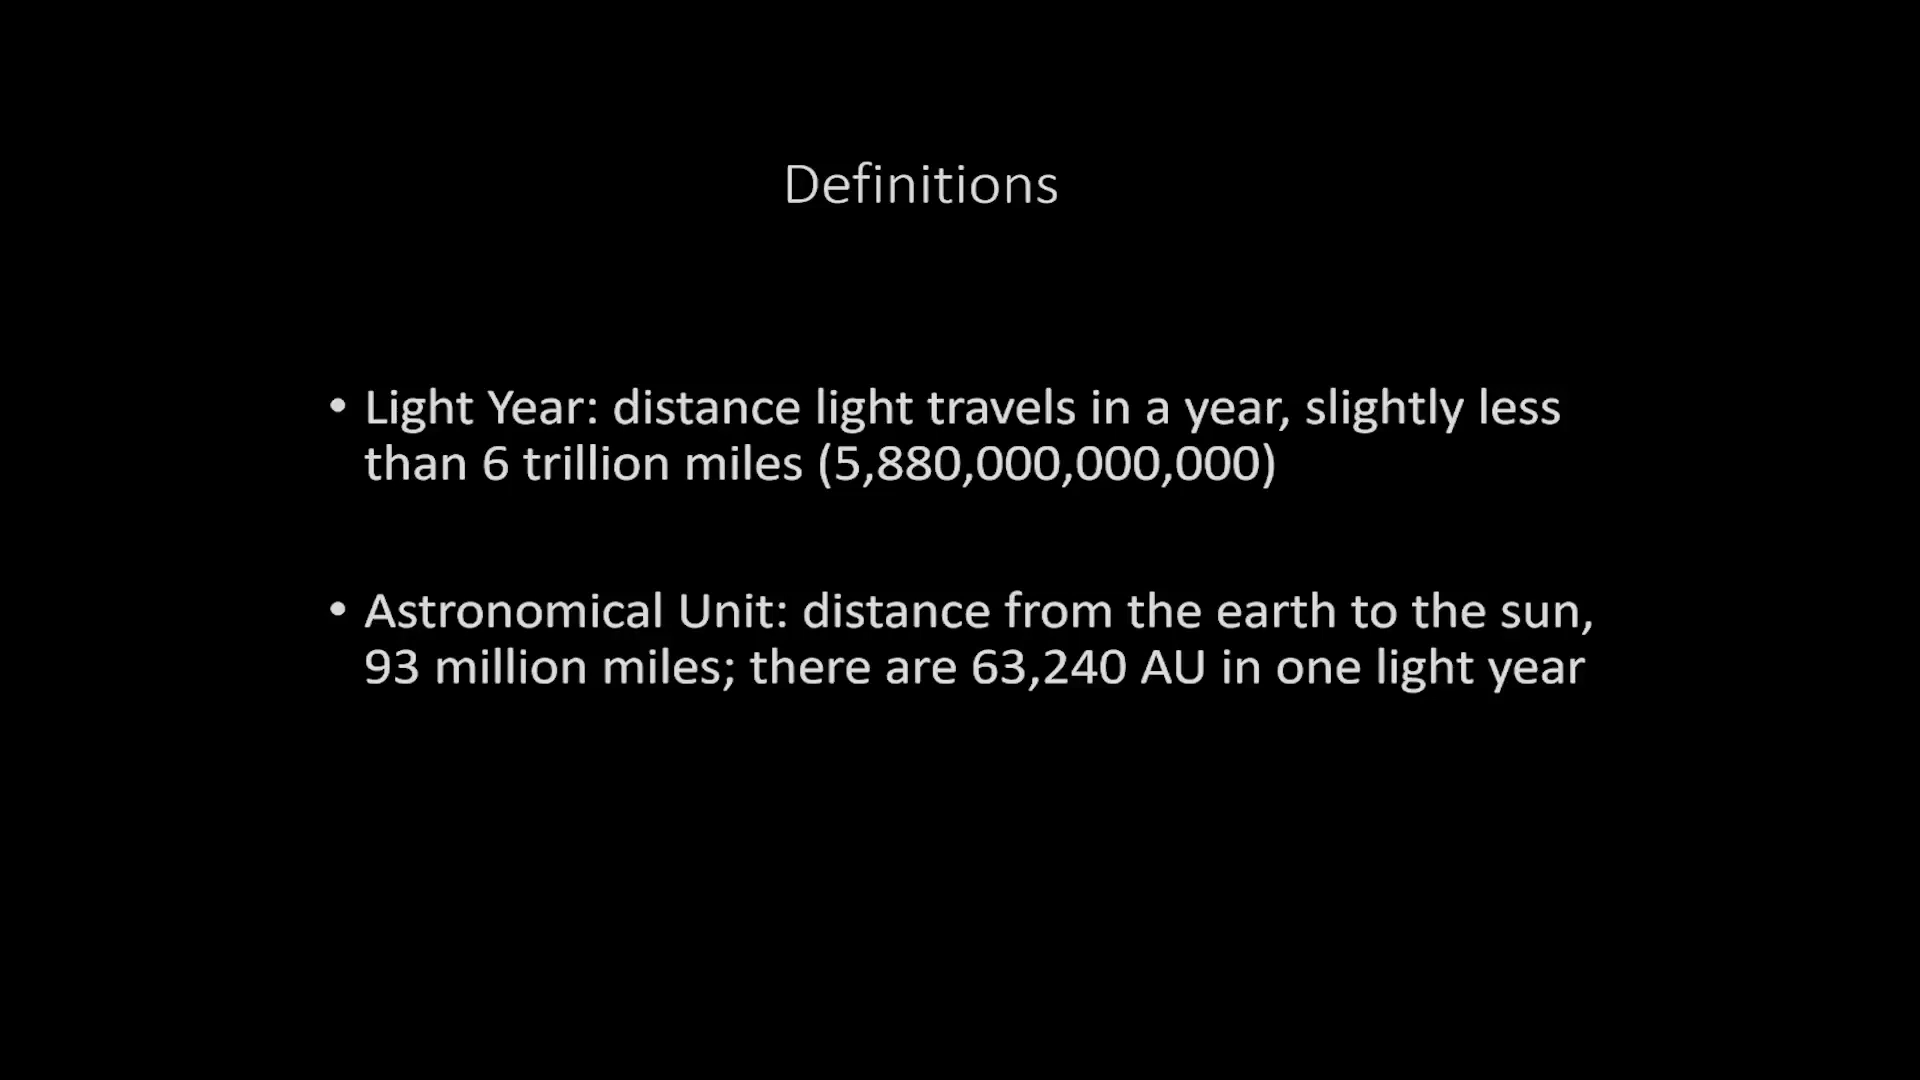 Definitions
• Light Year: distance light travels in a year, slightly less
than 6 trillion miles (5,880,000,000,000)
• Astronomical Unit: distance from the earth to the sun,
93 million miles; there are 63,240 AU in one light year